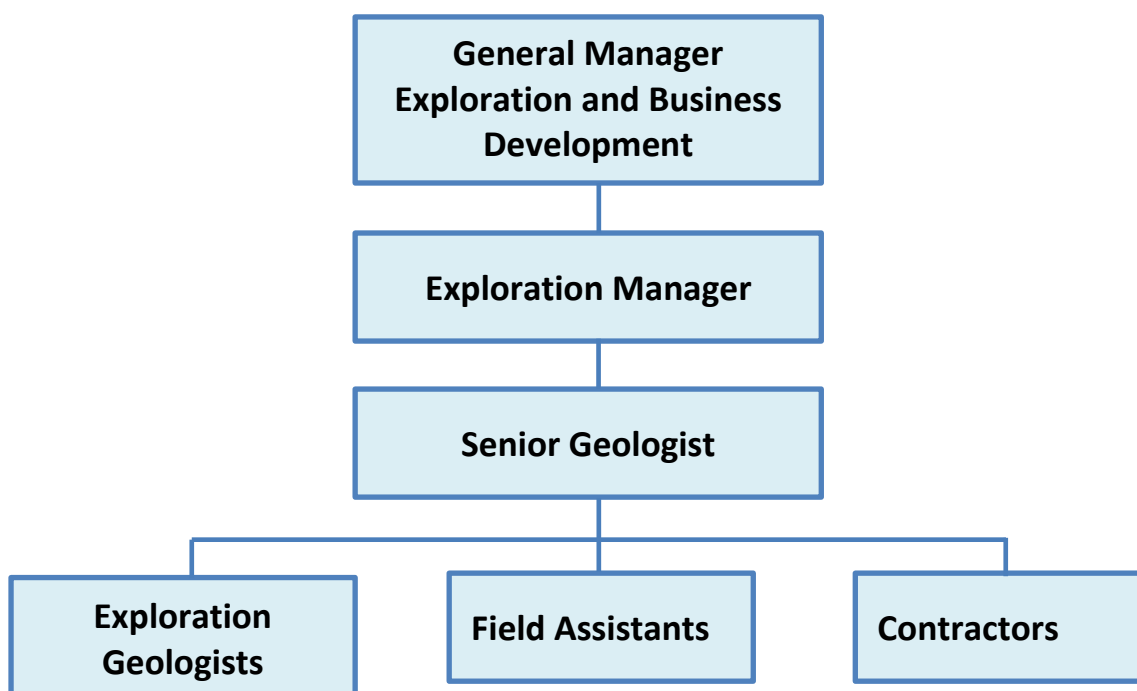 General Manager
Exploration and Business
Development
Exploration Manager
Senior Geologist
Exploration
Geologists
Field Assistants
Contractors